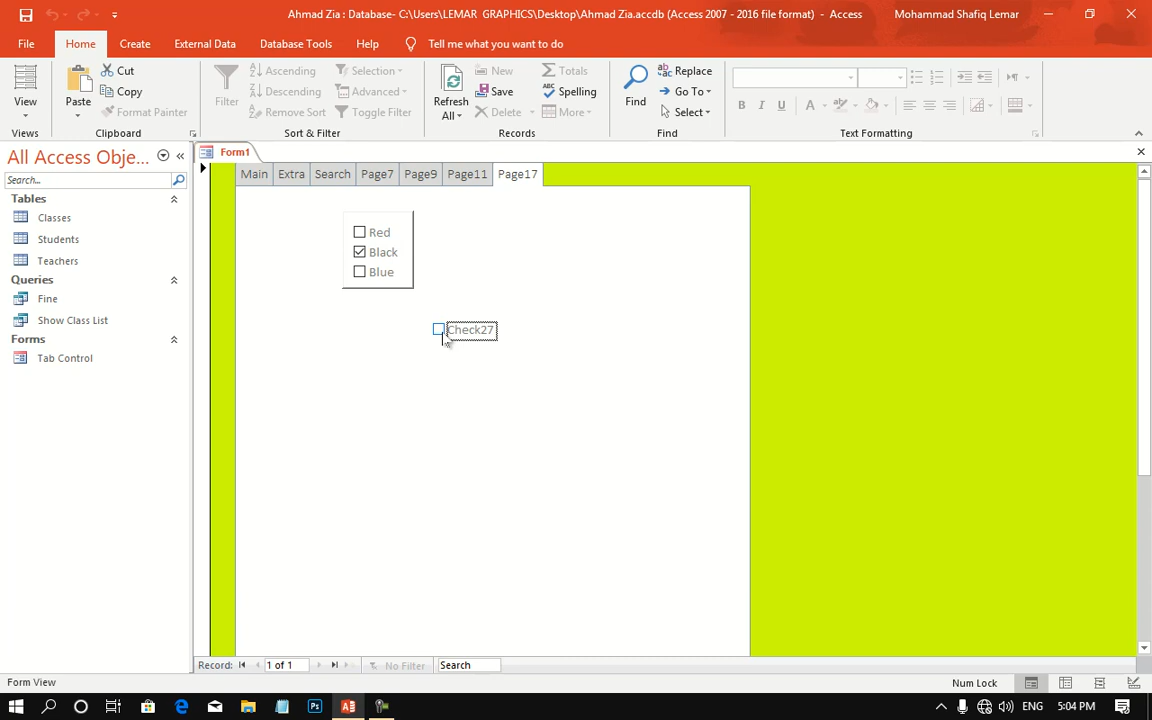 Ahmad Zia : Database- C:\Users\LEMAR GRAPHICS\Desktop\Ahmad Zia.accdb (Access 2007 - 2016 file format) - Access
Mohammad Shafiq Lemar
File Home Create External Data Database Tools Help Tell me what you want to do
View
Views
Paste
Cut
Copy
Format Painter
Clipboard
Filter
Ascending
Descending
Remove Sort
Selection
Advanced
Toggle Filter
Sort & Filter
Refresh
All
New
Save
Delete
Totals
Spelling
More
Records
Find
Replace
Go To
Select
Find
B I U A
Text Formatting
All Access Obje...
Search...
Tables
Classes
Students
Teachers
Queries
Fine
Show Class List
Forms
Tab Control
Form1
Main Extra Search Page7 Page9 Page11 Page17
Red
Black
Blue
Check27
Record: 1 of 1 No Filter Search
Form View
Num Lock
ENG 5:04 PM